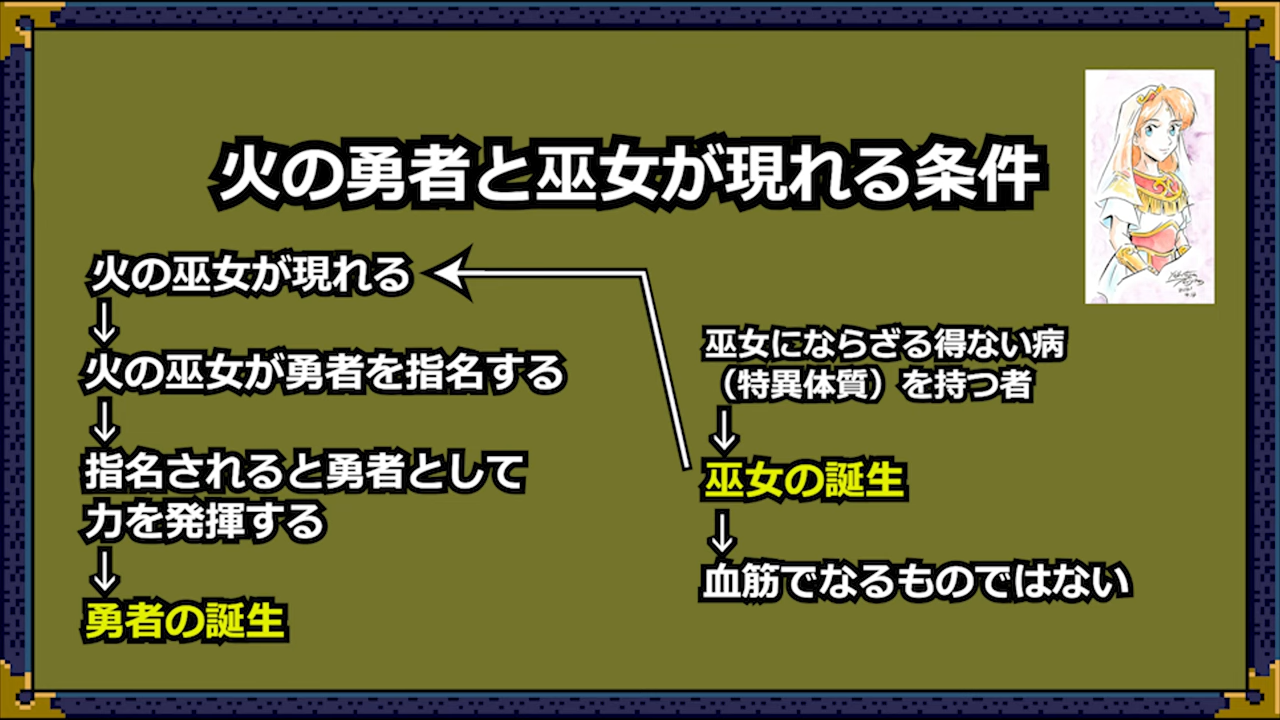 火の勇者と巫女が現れる条件
火の巫女が現れる
↓
火の巫女が勇者を指名する
↓
指名されると勇者として
力を発揮する
↓
勇者の誕生
巫女にならざる得ない病
（特異体質）を持つ者
↓
巫女の誕生
↓
血筋でなるものではない